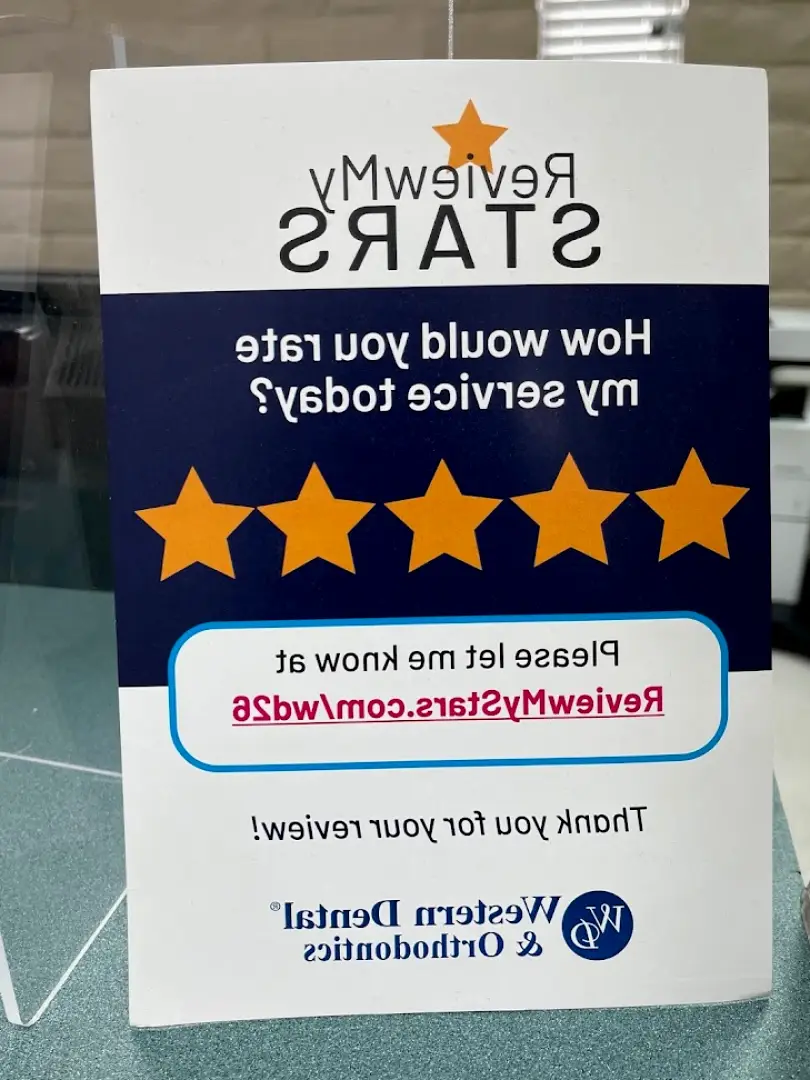 ReviewMy
STARS
How would you rate
my service today?
Please let me know at
ReviewMyStars.com/wd26
Thank you for your review!
WD Western Dental®
& Orthodontics